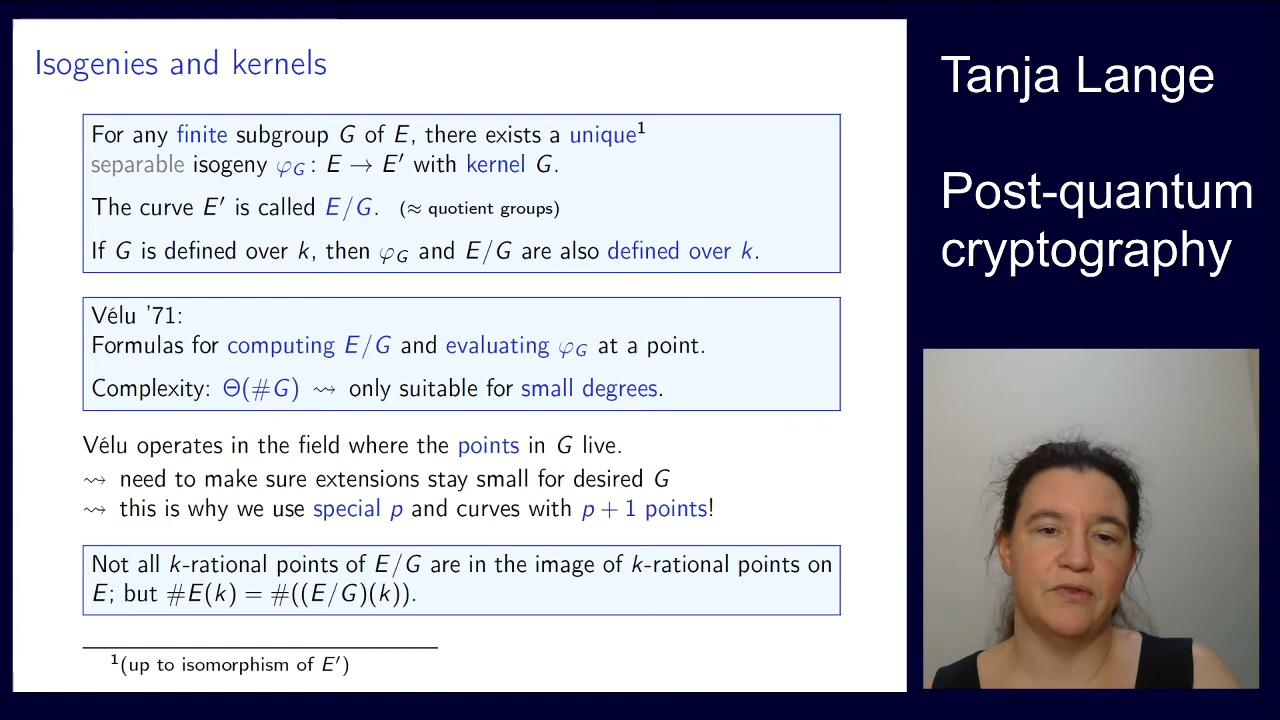 Isogenies and kernels
For any finite subgroup G of E, there exists a unique¹
separable isogeny φ_G : E → E′ with kernel G.
The curve E′ is called E/G. (≈ quotient groups)
If G is defined over k, then φ_G and E/G are also defined over k.
Vélu ’71:
Formulas for computing E/G and evaluating φ_G at a point.
Complexity: Θ(#G) ⇝ only suitable for small degrees.
Vélu operates in the field where the points in G live.
⇝ need to make sure extensions stay small for desired G
⇝ this is why we use special p and curves with p + 1 points!
Not all k-rational points of E/G are in the image of k-rational points on
E; but #E(k) = #((E/G)(k)).
¹(up to isomorphism of E′)
Tanja Lange
Post-quantum
cryptography